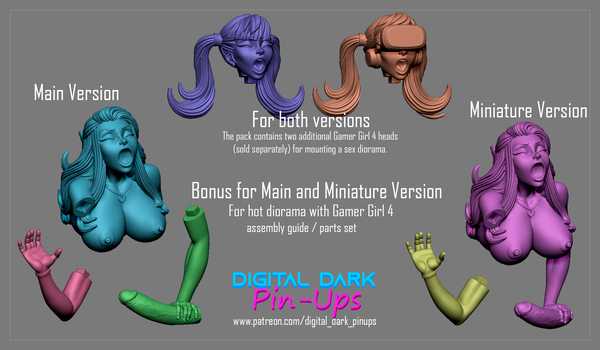 Main Version
For both versions
The pack contains two additional Gamer Girl 4 heads
(sold separately) for mounting a sex diorama.
Miniature Version
Bonus for Main and Miniature Version
For hot diorama with Gamer Girl 4
assembly guide / parts set
DIGITAL DARK
Pin-Ups
www.patreon.com/digital_dark_pinups